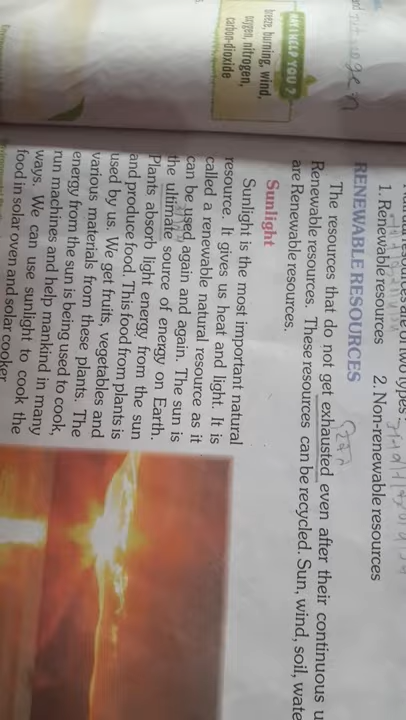 MAY I HELP YOU ?
breeze, burning, wind,
oxygen, nitrogen,
carbon-dioxide
of two types :
1. Renewable resources 2. Non-renewable resources
RENEWABLE RESOURCES
The resources that do not get exhausted even after their continuous
Renewable resources. These resources can be recycled. Sun, wind, soil,
are Renewable resources.
Sunlight
Sunlight is the most important natural
resource. It gives us heat and light. It is
called a renewable natural resource as it
can be used again and again. The sun is
the ultimate source of energy on Earth.
Plants absorb light energy from the sun
and produce food. This food from plants is
used by us. We get fruits, vegetables and
various materials from these plants. The
energy from the sun is being used to cook,
run machines and help mankind in many
ways. We can use sunlight to cook the
food in solar oven and solar cooker